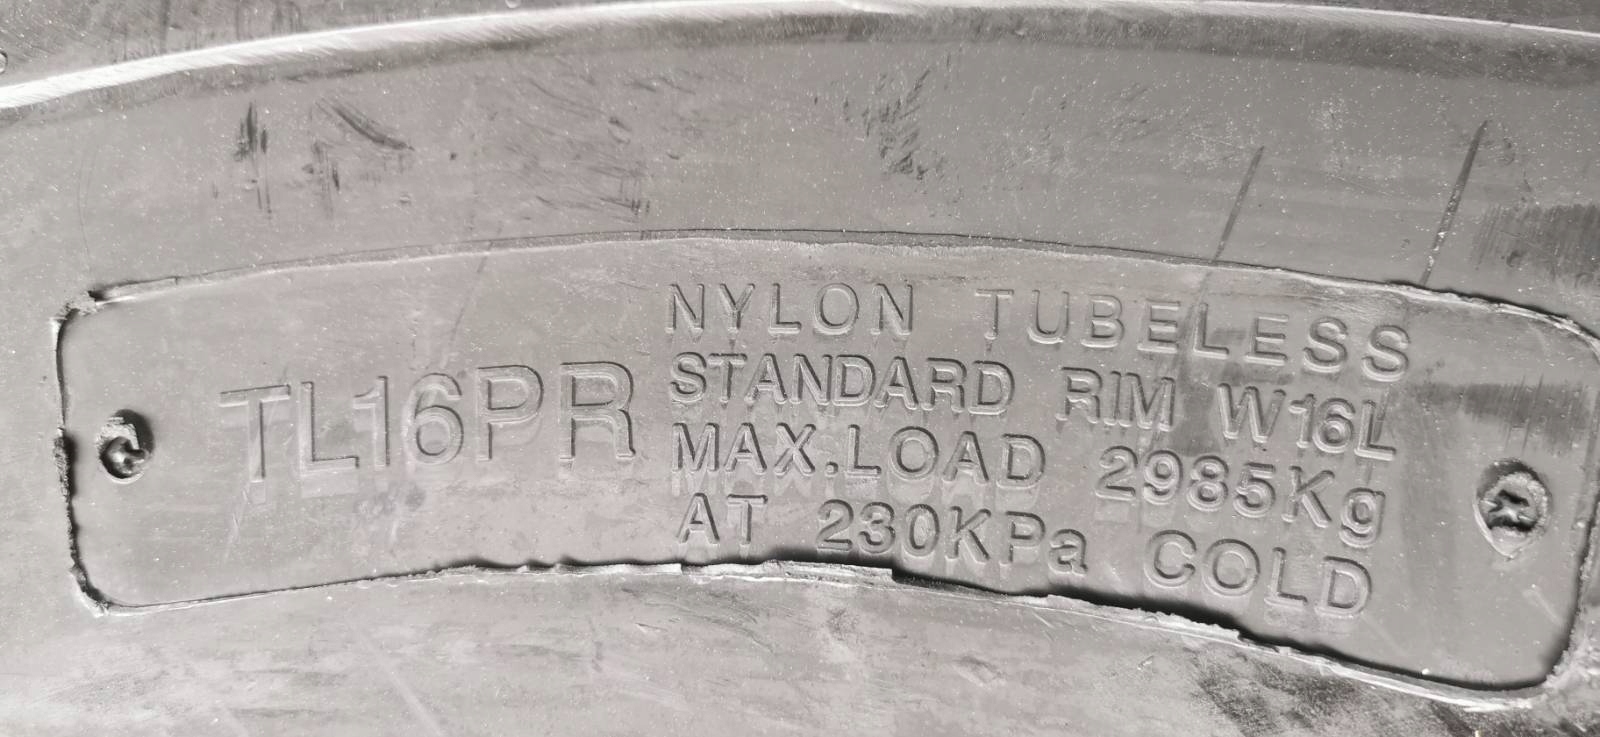 TL16PR
NYLON TUBELESS
STANDARD RIM W16L
MAX.LOAD 2985Kg
AT 230KPa COLD